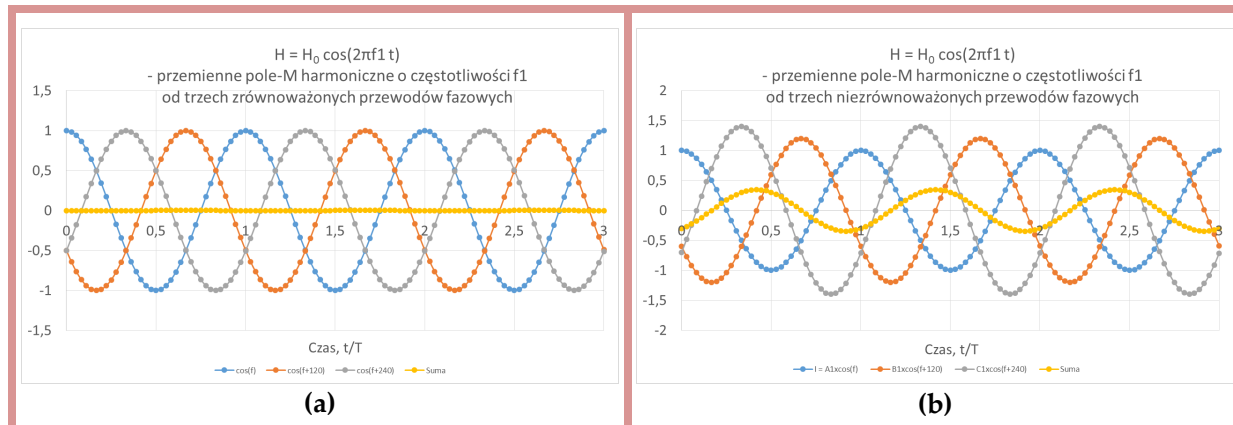 H = H₀ cos(2πf1 t)
- przemienne pole-M harmoniczne o częstotliwości f1
od trzech zrównoważonych przewodów fazowych
1,5
1
0,5
0
-0,5
-1
-1,5
0 0,5 1 1,5 2 2,5 3
Czas, t/T
cos(f) cos(f+120) cos(f+240) Suma
(a)
H = H₀ cos(2πf1 t)
- przemienne pole-M harmoniczne o częstotliwości f1
od trzech niezrównoważonych przewodów fazowych
2
1,5
1
0,5
0
-0,5
-1
-1,5
-2
0 0,5 1 1,5 2 2,5 3
Czas, t/T
I = A1xcos(f) B1xcos(f+120) C1xcos(f+240) Suma
(b)